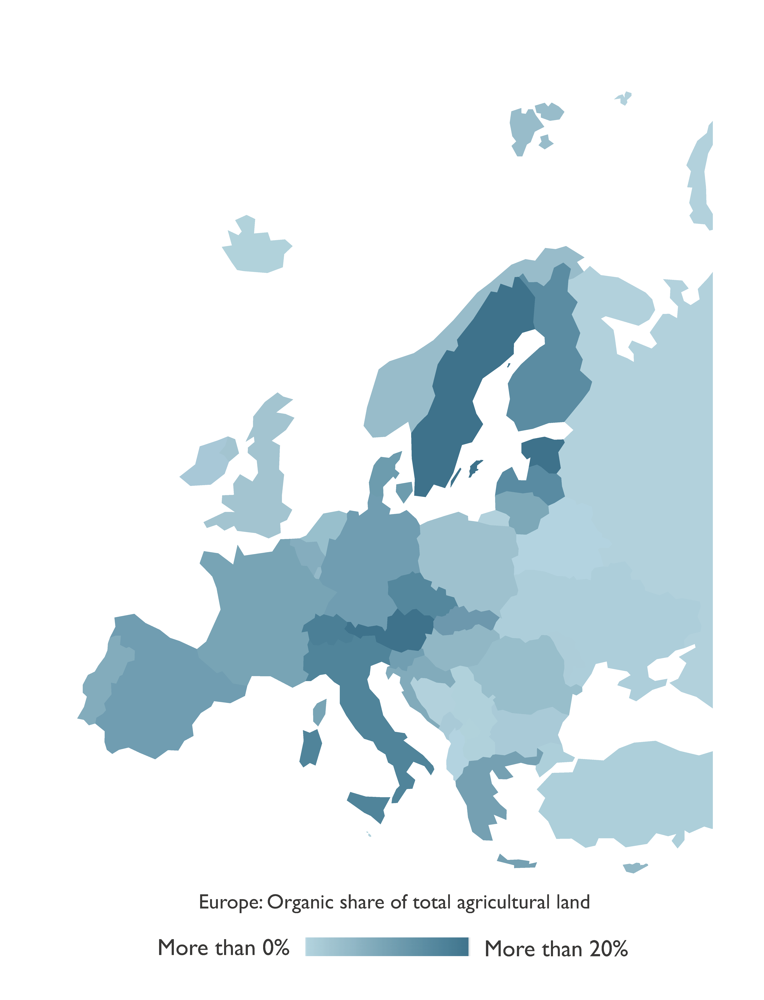 Europe: Organic share of total agricultural land
More than 0% More than 20%